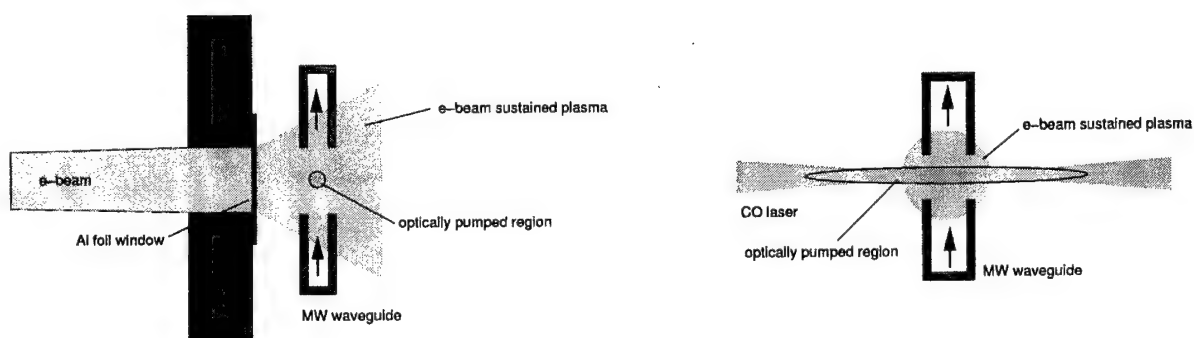 e-beam sustained plasma
e-beam
optically pumped region
Al foil window
MW waveguide
e-beam sustained plasma
CO laser
optically pumped region
MW waveguide